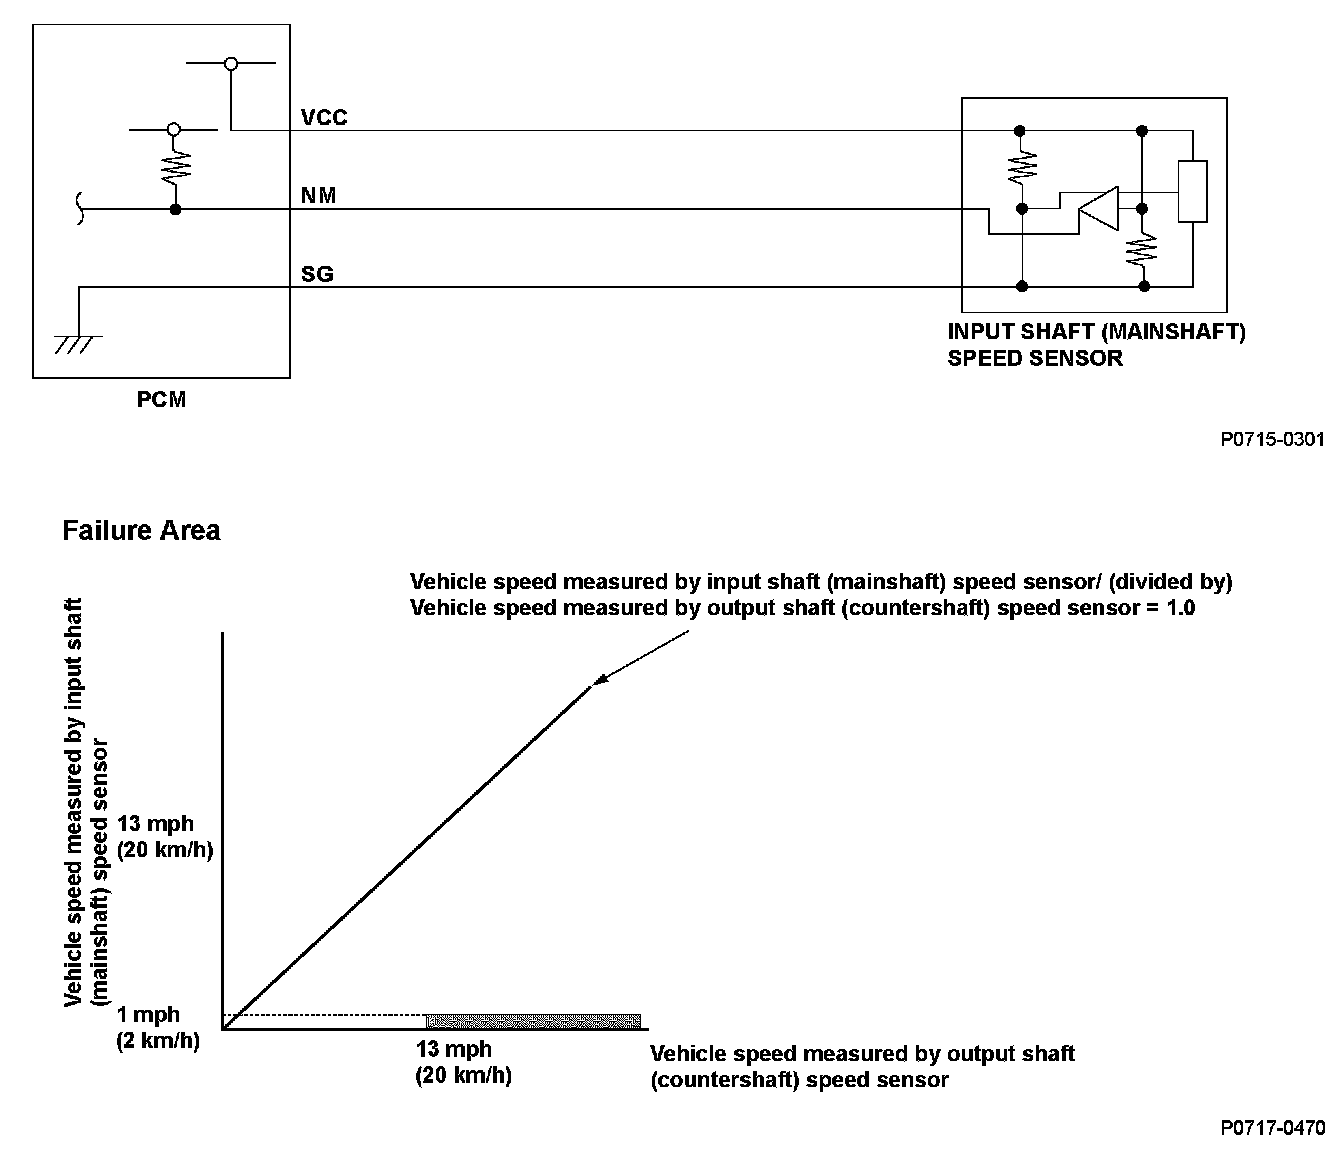 VCC
NM
SG
INPUT SHAFT (MAINSHAFT)
SPEED SENSOR
PCM
P0715-0301
Failure Area
Vehicle speed measured by input shaft (mainshaft) speed sensor/ (divided by)
Vehicle speed measured by output shaft (countershaft) speed sensor = 1.0
Vehicle speed measured by input shaft
(mainshaft) speed sensor
13 mph
(20 km/h)
1 mph
(2 km/h)
13 mph
(20 km/h)
Vehicle speed measured by output shaft
(countershaft) speed sensor
P0717-0470